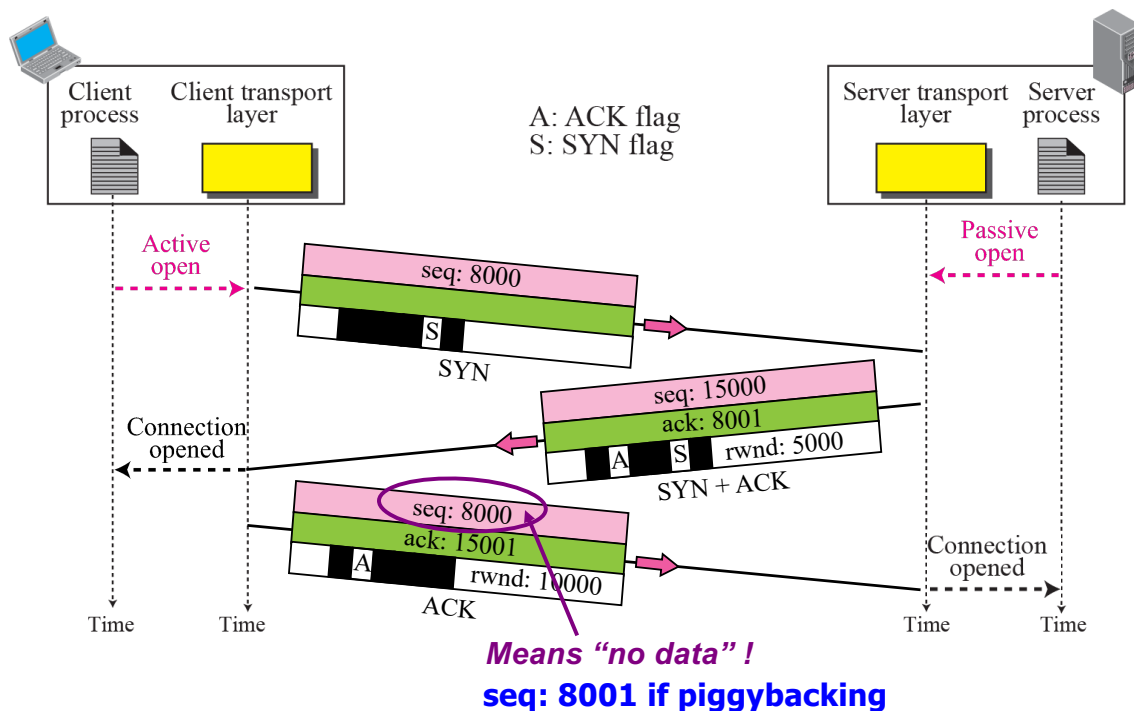 Client
process
Client transport
layer
A: ACK flag
S: SYN flag
Server transport
layer
Server
process
Active
open
Passive
open
seq: 8000
S
SYN
seq: 15000
ack: 8001
A S rwnd: 5000
SYN + ACK
Connection
opened
seq: 8000
ack: 15001
A rwnd: 10000
ACK
Connection
opened
Time
Time
Time
Time
Means “no data” !
seq: 8001 if piggybacking